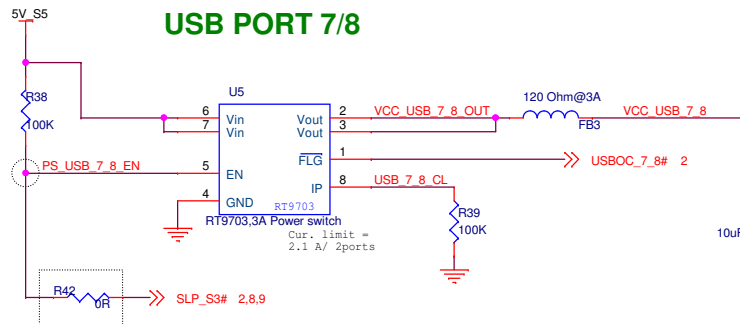 5V_S5
USB PORT 7/8
R38
100K
U5
6
Vin
7
Vin
2
Vout
3
Vout
VCC_USB_7_8_OUT
120 Ohm@3A
FB3
VCC_USB_7_8
PS_USB_7_8_EN
5
EN
FLG
1
USBOC_7_8# 2
4
GND
IP
8
USB_7_8_CL
RT9703
RT9703,3A Power switch
Cur. limit =
2.1 A/ 2ports
R39
100K
10uF
R42
0R
SLP_S3# 2,8,9